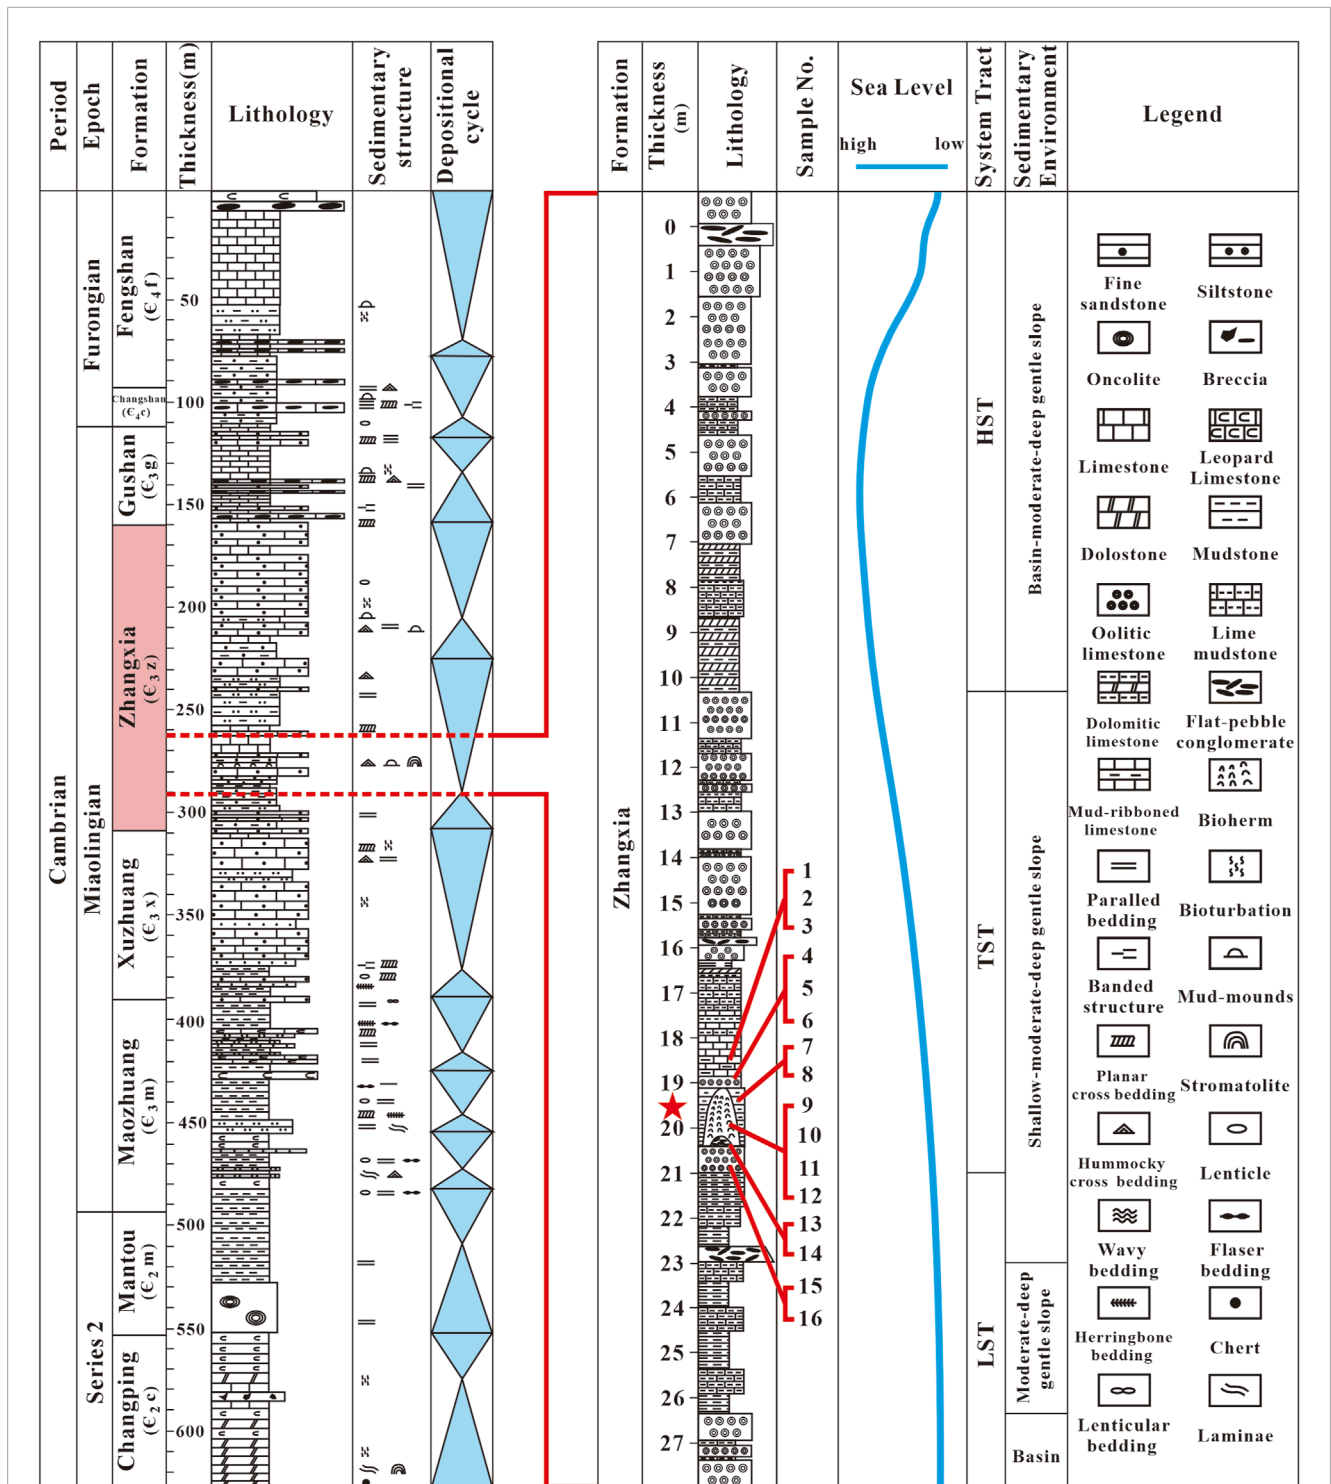 Period
Epoch
Formation
Thickness(m)
Lithology
Sedimentary
structure
Depositional
cycle
Cambrian
Furongian
Miaolingian
Series 2
Fengshan
(Є₄f)
Changshan
(Є₄c)
Gushan
(Є₃g)
Zhangxia
(Є₃z)
Xuzhuang
(Є₃x)
Maozhuang
(Є₃m)
Mantou
(Є₂m)
Changping
(Є₂c)
50
100
150
200
250
300
350
400
450
500
550
600
Formation
Thickness
(m)
Lithology
Sample No.
Sea Level
high
low
System Tract
Sedimentary
Environment
Legend
Zhangxia
0
1
2
3
4
5
6
7
8
9
10
11
12
13
14
15
16
17
18
19
20
21
22
23
24
25
26
27
1
2
3
4
5
6
7
8
9
10
11
12
13
14
15
16
HST
TST
LST
Basin-moderate-deep gentle slope
Shallow-moderate-deep gentle slope
Moderate-deep
gentle slope
Basin
Fine
sandstone
Siltstone
Oncolite
Breccia
Limestone
Leopard
Limestone
Dolostone
Mudstone
Oolitic
limestone
Lime
mudstone
Dolomitic
limestone
Flat-pebble
conglomerate
Mud-ribboned
limestone
Bioherm
Paralled
bedding
Bioturbation
Banded
structure
Mud-mounds
Planar
cross bedding
Stromatolite
Hummocky
cross bedding
Lenticle
Wavy
bedding
Flaser
bedding
Herringbone
bedding
Chert
Lenticular
bedding
Laminae